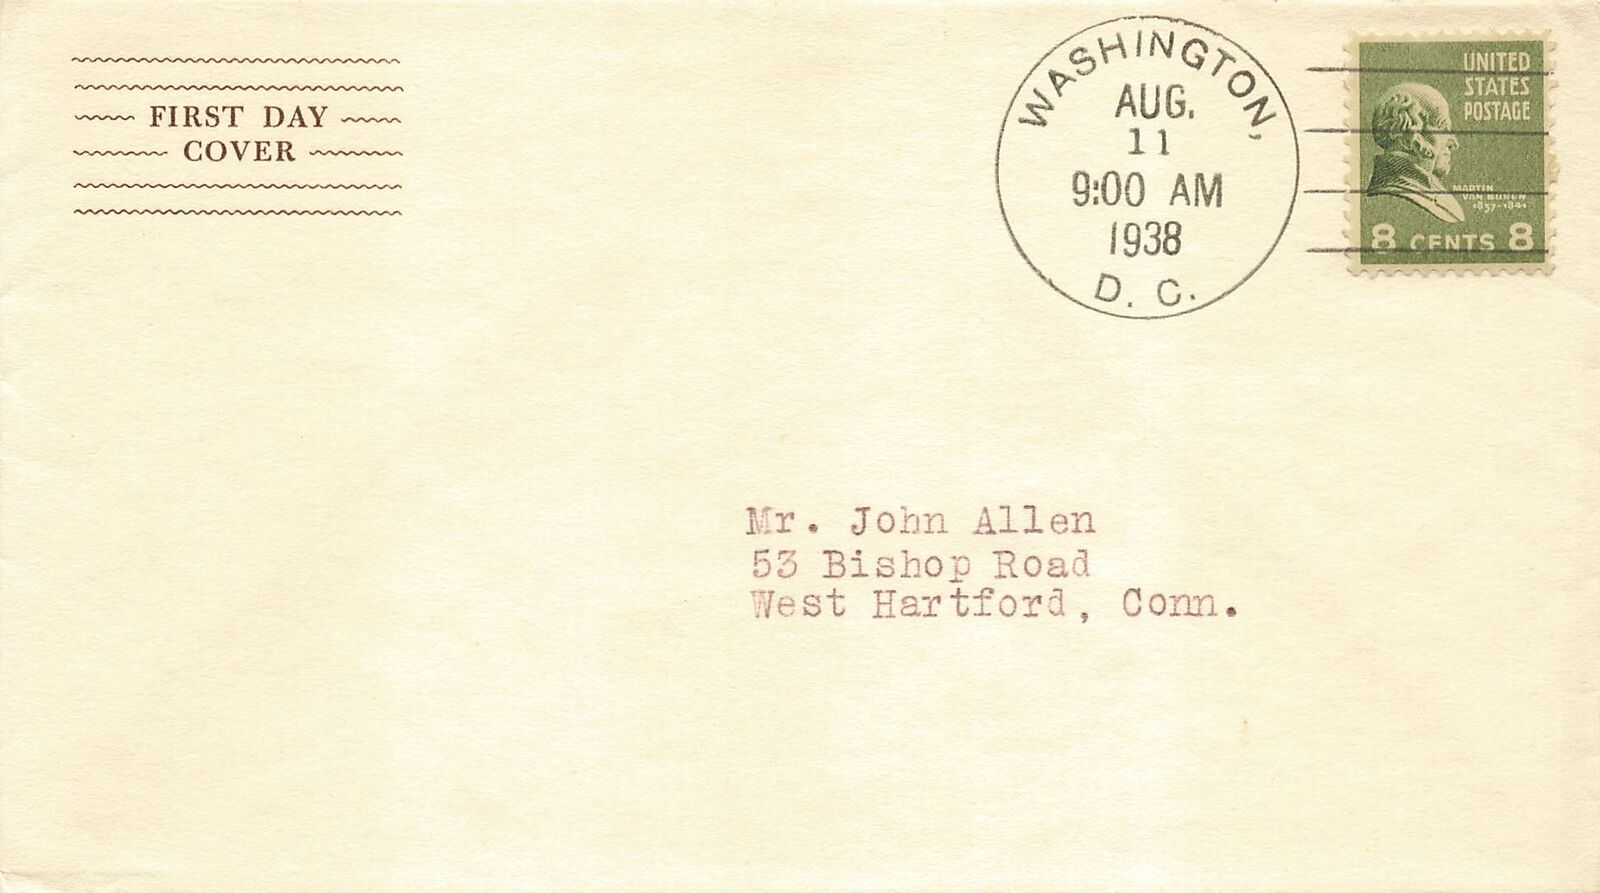 FIRST DAY
COVER
WASHINGTON,
AUG.
11
9:00 AM
1938
D. C.
UNITED
STATES
POSTAGE
MARTIN
VAN BUREN
1837-1841
8 CENTS 8
Mr. John Allen
53 Bishop Road
West Hartford, Conn.